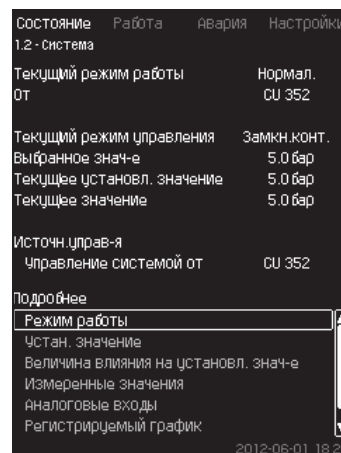 Состояние Работа Авария Настройки
1.2 - Система
Текущий режим работы Нормал.
От CU 352
Текущий режим управления Замкн.конт.
Выбранное знач-е 5.0 бар
Текущее установл. значение 5.0 бар
Текущее значение 5.0 бар
Источн.управ-я
Управление системой от CU 352
Подробнее
Режим работы
Устан. значение
Величина влияния на установл. знач-е
Измеренные значения
Аналоговые входы
Регистрируемый график
2012-06-01 18:2